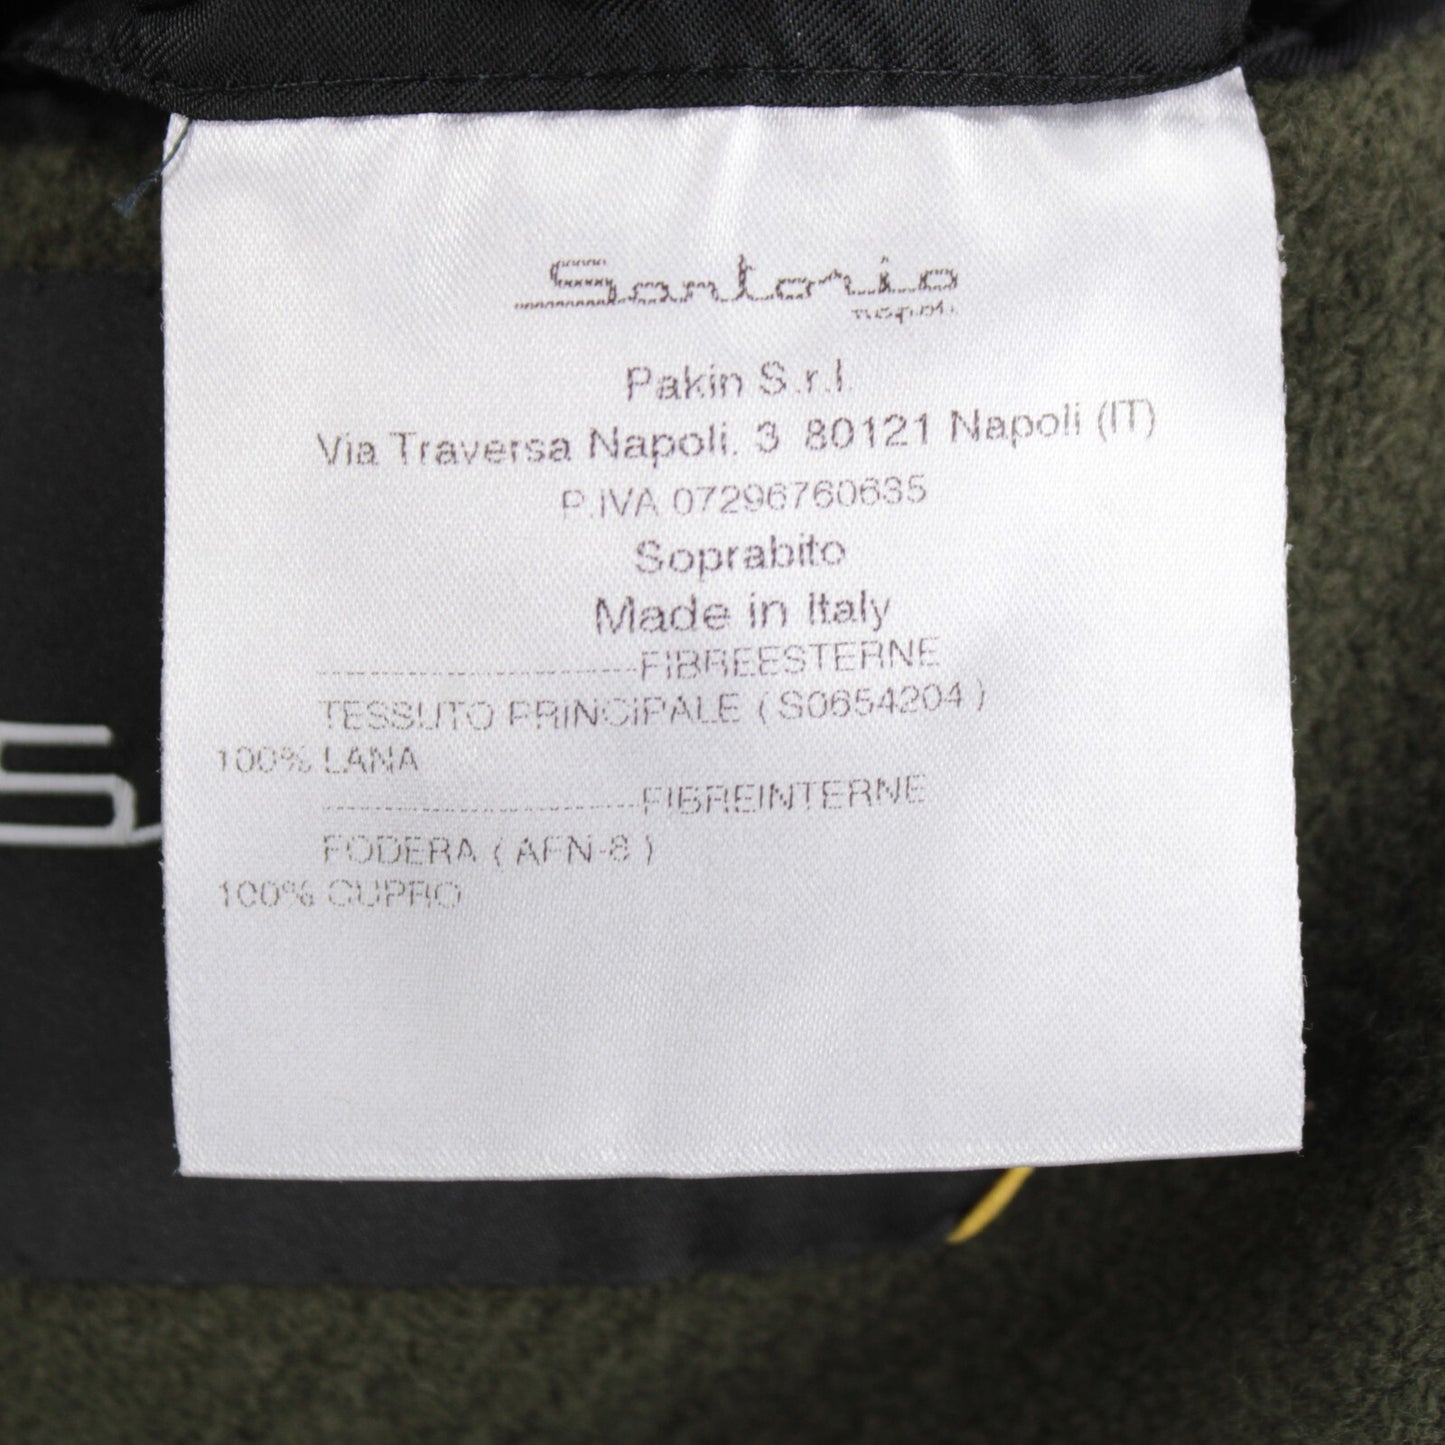 Sartorio
napoli
Pakin S.r.l.
Via Traversa Napoli, 3 80121 Napoli (IT)
P.IVA 07296760635
Soprabito
Made in Italy
--------------------------FIBREESTERNE
TESSUTO PRINCIPALE ( S0654204 )
100% LANA
--------------------------FIBREINTERNE
FODERA ( AFN-8 )
100% CUPRO